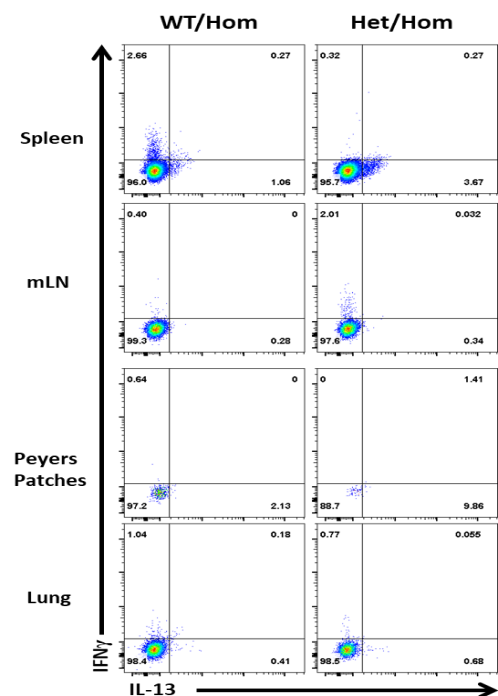 WT/Hom Het/Hom
Spleen
2.66 0.27 0.32 0.27
96.0 1.06 95.7 3.67
mLN
0.40 0 2.01 0.032
99.3 0.28 97.6 0.34
Peyers
Patches
0.64 0 0 1.41
97.2 2.13 88.7 9.86
Lung
1.04 0.18 0.77 0.055
98.4 0.41 98.5 0.68
IFNγ
IL-13